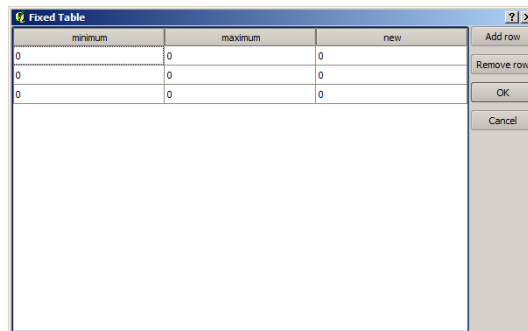 Fixed Table
minimum maximum new Add row
0 0 0
Remove row
0 0 0
0 0 0 OK
Cancel